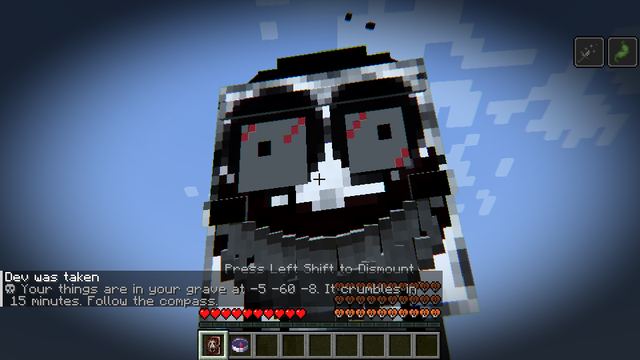 Press Left Shift to Dismount
Dev was taken
☠ Your things are in your grave at -5 -60 -8. It crumbles in
15 minutes. Follow the compass.